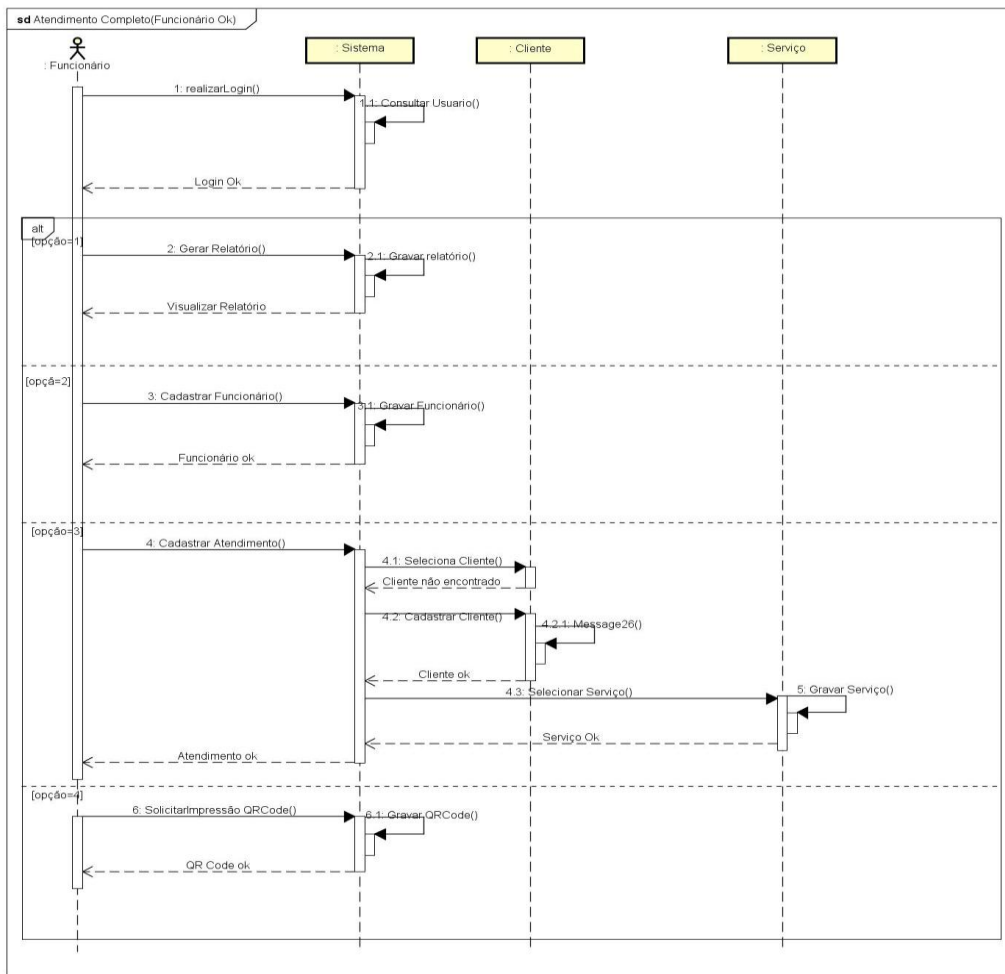 sd Atendimento Completo(Funcionário Ok)
: Funcionário
: Sistema
: Cliente
: Serviço
1: realizarLogin()
1.1: Consultar Usuario()
Login Ok
alt
[opção=1]
2: Gerar Relatório()
2.1: Gravar relatório()
Visualizar Relatório
[opçã=2]
3: Cadastrar Funcionário()
3.1: Gravar Funcionário()
Funcionário ok
[opção=3]
4: Cadastrar Atendimento()
4.1: Seleciona Cliente()
Cliente não encontrado
4.2: Cadastrar Cliente()
4.2.1: Message26()
Cliente ok
4.3: Selecionar Serviço()
5: Gravar Serviço()
Serviço Ok
Atendimento ok
[opção=4]
6: SolicitarImpressão QRCode()
6.1: Gravar QRCode()
QR Code ok